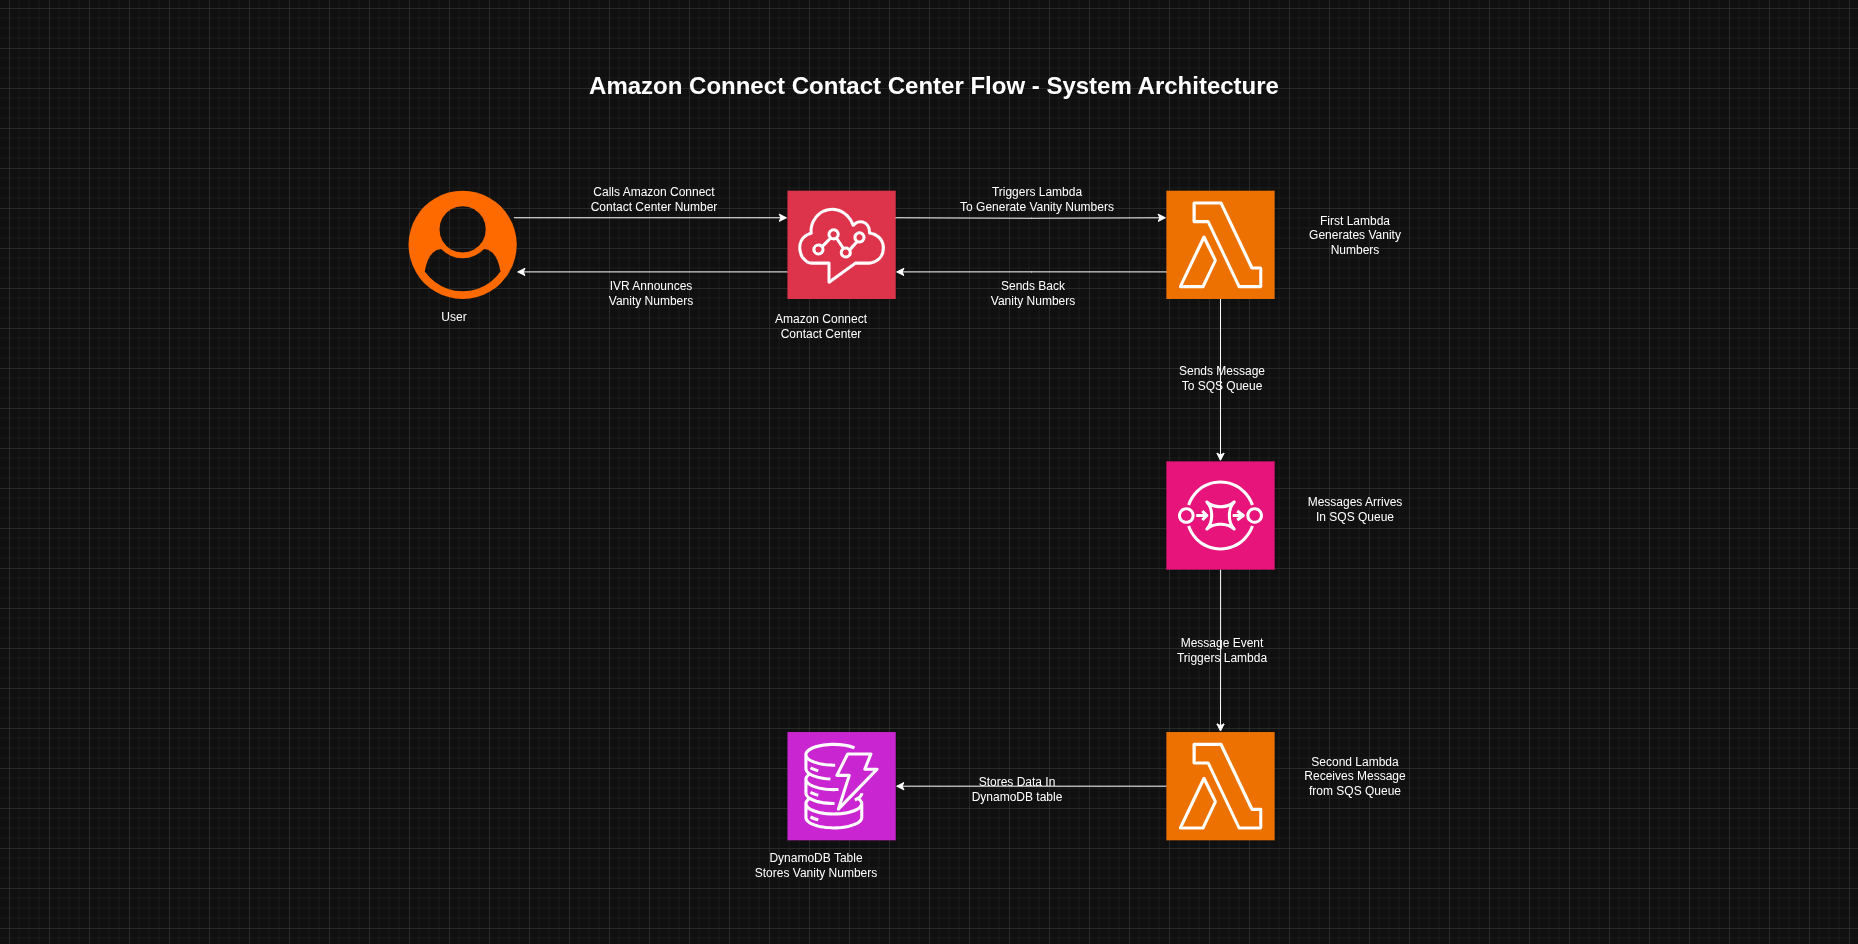 Amazon Connect Contact Center Flow - System Architecture
Calls Amazon Connect
Contact Center Number
Triggers Lambda
To Generate Vanity Numbers
First Lambda
Generates Vanity
Numbers
IVR Announces
Vanity Numbers
Sends Back
Vanity Numbers
User
Amazon Connect
Contact Center
Sends Message
To SQS Queue
Messages Arrives
In SQS Queue
Message Event
Triggers Lambda
Second Lambda
Receives Message
from SQS Queue
Stores Data In
DynamoDB table
DynamoDB Table
Stores Vanity Numbers